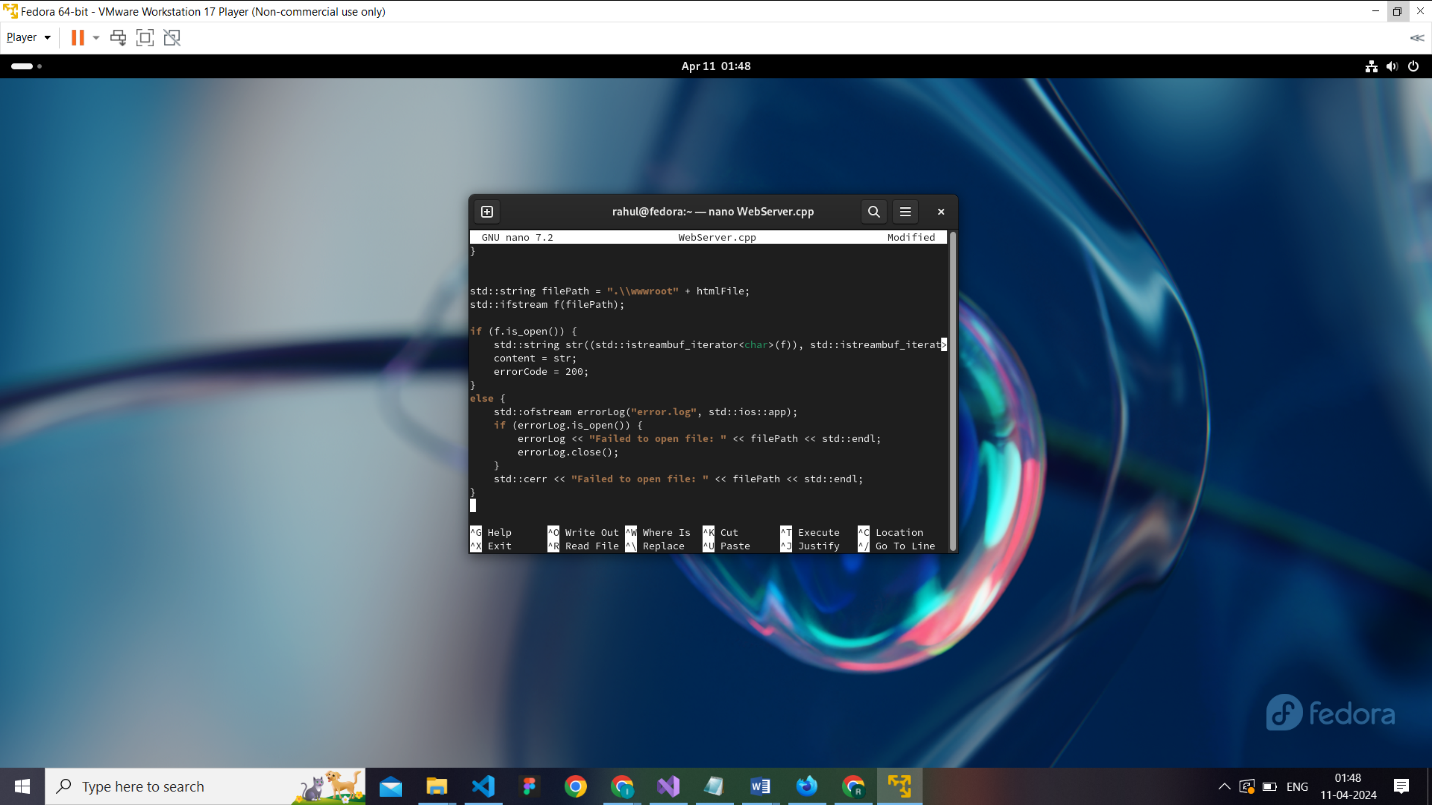 Fedora 64-bit - VMware Workstation 17 Player (Non-commercial use only)
Player
Apr 11 01:48
rahul@fedora:~ — nano WebServer.cpp
GNU nano 7.2 WebServer.cpp Modified
}
std::string filePath = ".\\wwwroot" + htmlFile;
std::ifstream f(filePath);
if (f.is_open()) {
    std::string str((std::istreambuf_iterator<char>(f)), std::istreambuf_iterat>
    content = str;
    errorCode = 200;
}
else {
    std::ofstream errorLog("error.log", std::ios::app);
    if (errorLog.is_open()) {
        errorLog << "Failed to open file: " << filePath << std::endl;
        errorLog.close();
    }
    std::cerr << "Failed to open file: " << filePath << std::endl;
}
^G Help ^O Write Out ^W Where Is ^K Cut ^T Execute ^C Location
^X Exit ^R Read File ^\ Replace ^U Paste ^J Justify ^/ Go To Line
fedora
Type here to search
ENG
01:48
11-04-2024